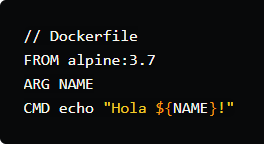 // Dockerfile
FROM alpine:3.7
ARG NAME
CMD echo "Hola ${NAME}!"